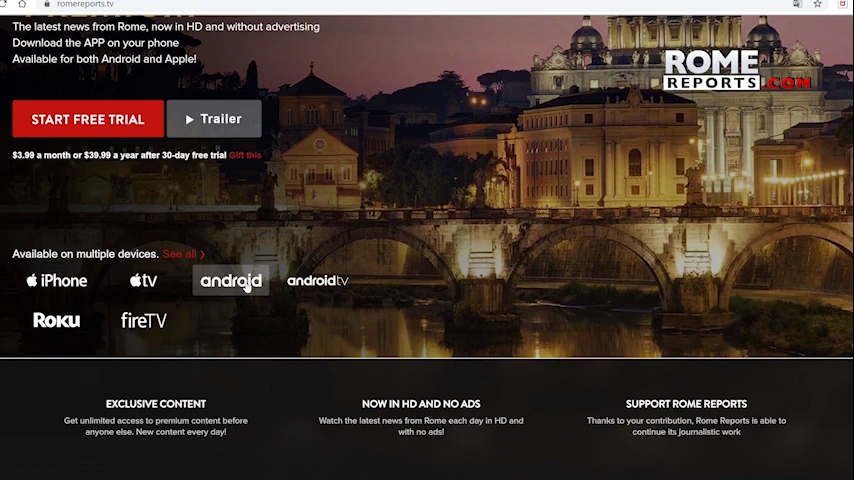 romereports.tv
The latest news from Rome, now in HD and without advertising
Download the APP on your phone
Available for both Android and Apple!
ROME
REPORTS.COM
START FREE TRIAL
Trailer
$3.99 a month or $39.99 a year after 30-day free trial Gift this
Available on multiple devices. See all
iPhone
tv
android
androidtv
ROKU
fireTV
EXCLUSIVE CONTENT
Get unlimited access to premium content before
anyone else. New content every day!
NOW IN HD AND NO ADS
Watch the latest news from Rome each day in HD and
with no ads!
SUPPORT ROME REPORTS
Thanks to your contribution, Rome Reports is able to
continue its journalistic work